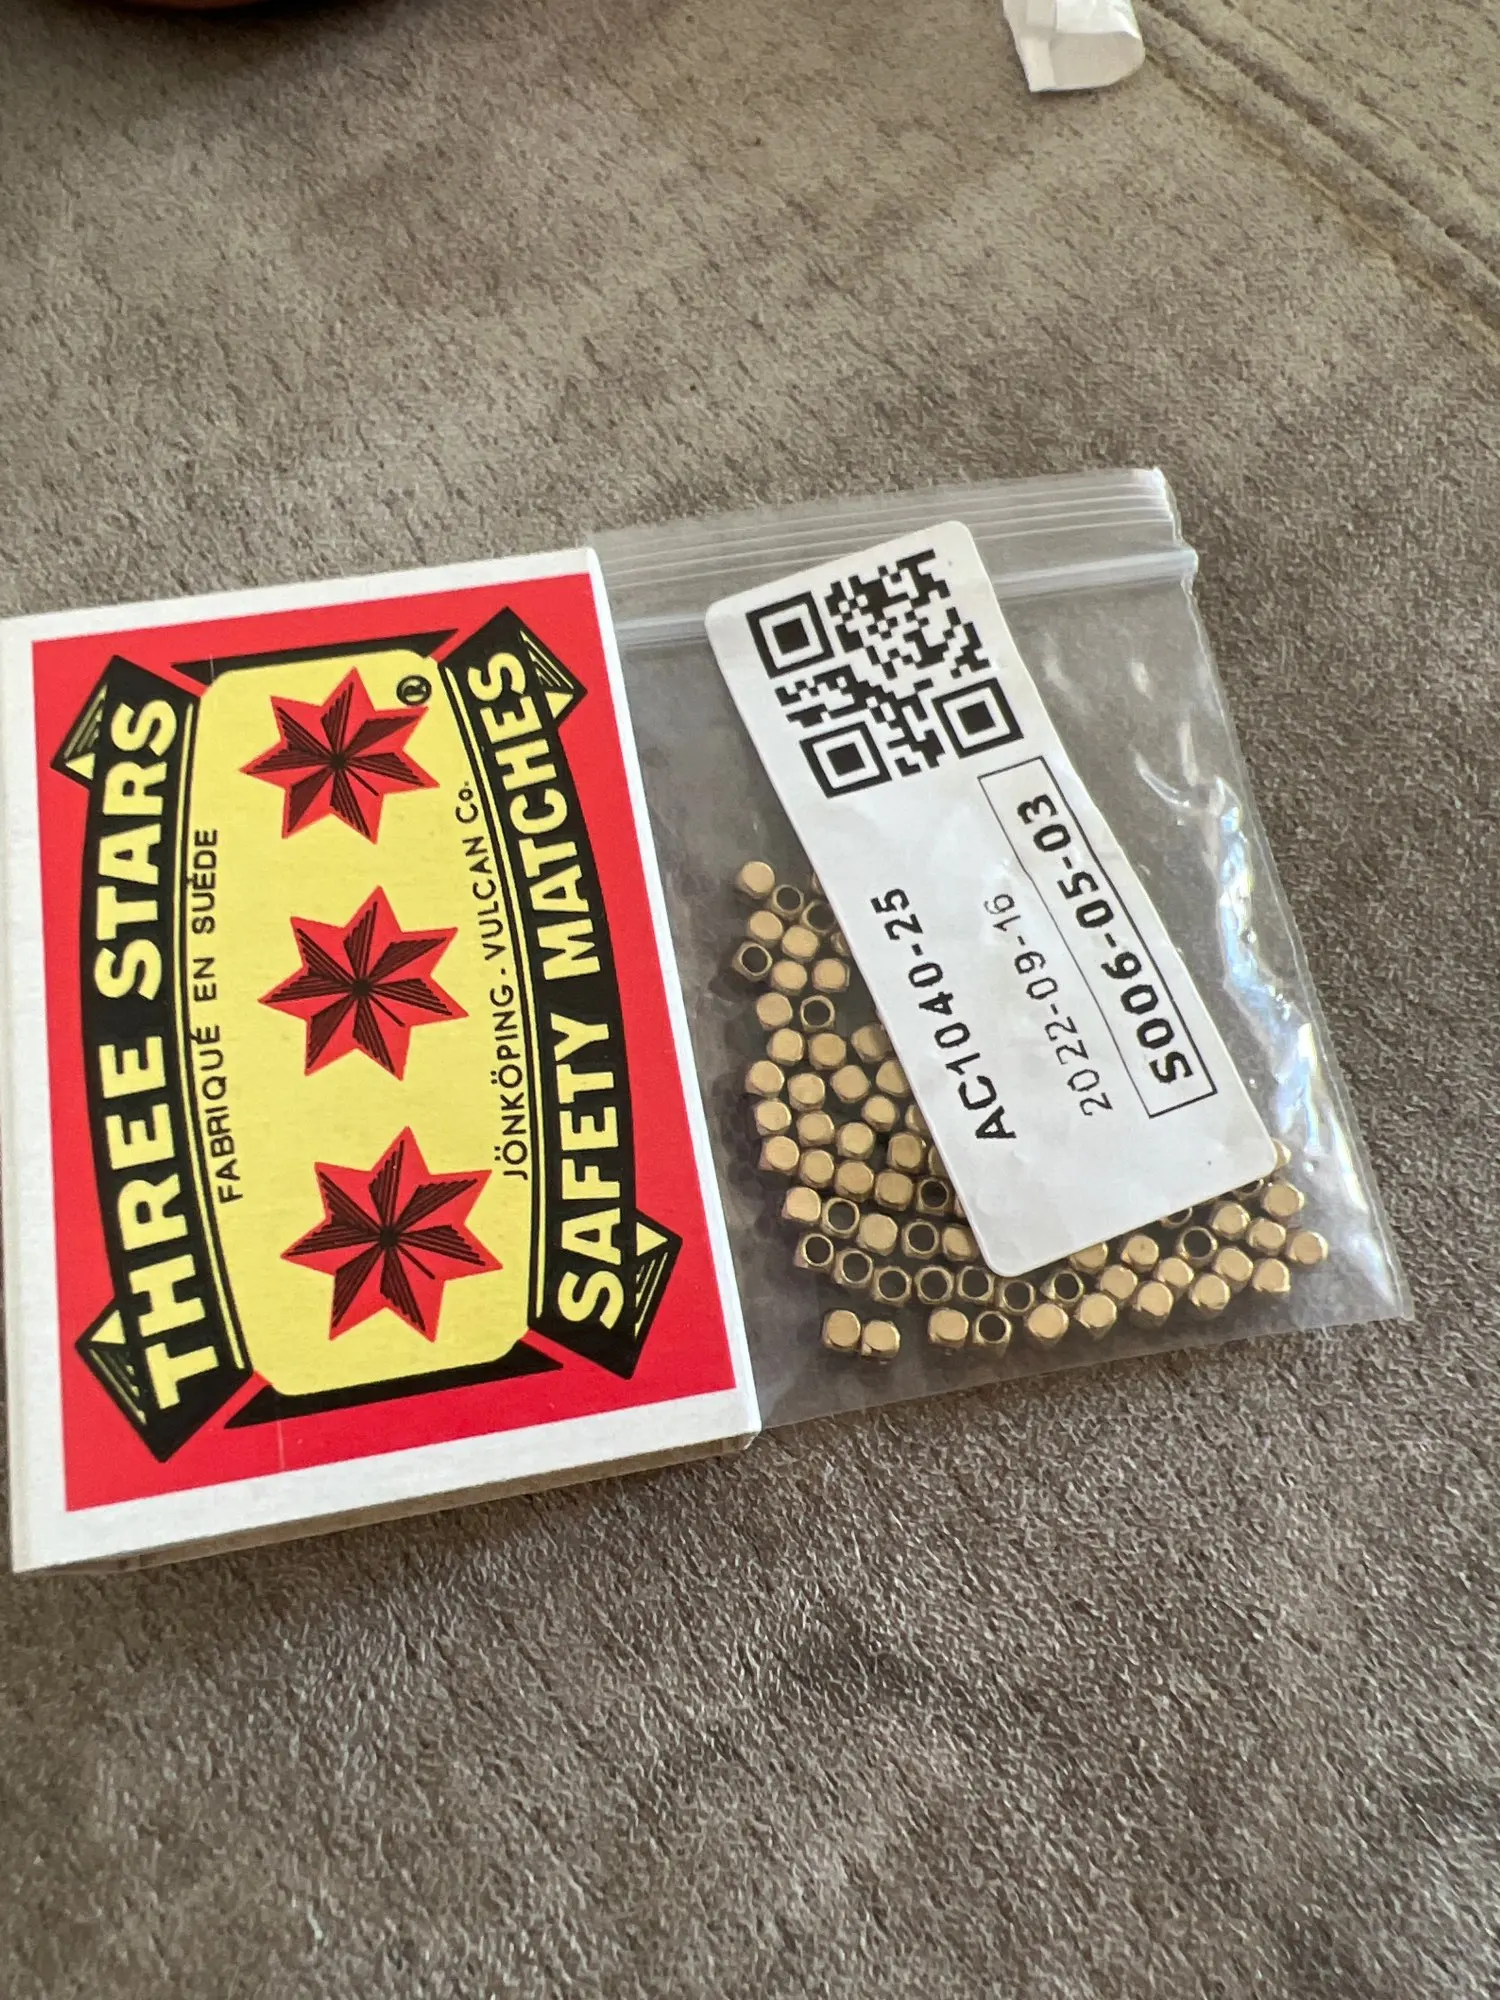 THREE STARS
FABRIQUÉ EN SUÈDE
®
JÖNKÖPING - VULCAN Co.
SAFETY MATCHES
AC1040-25
2022-09-16
S006-05-03